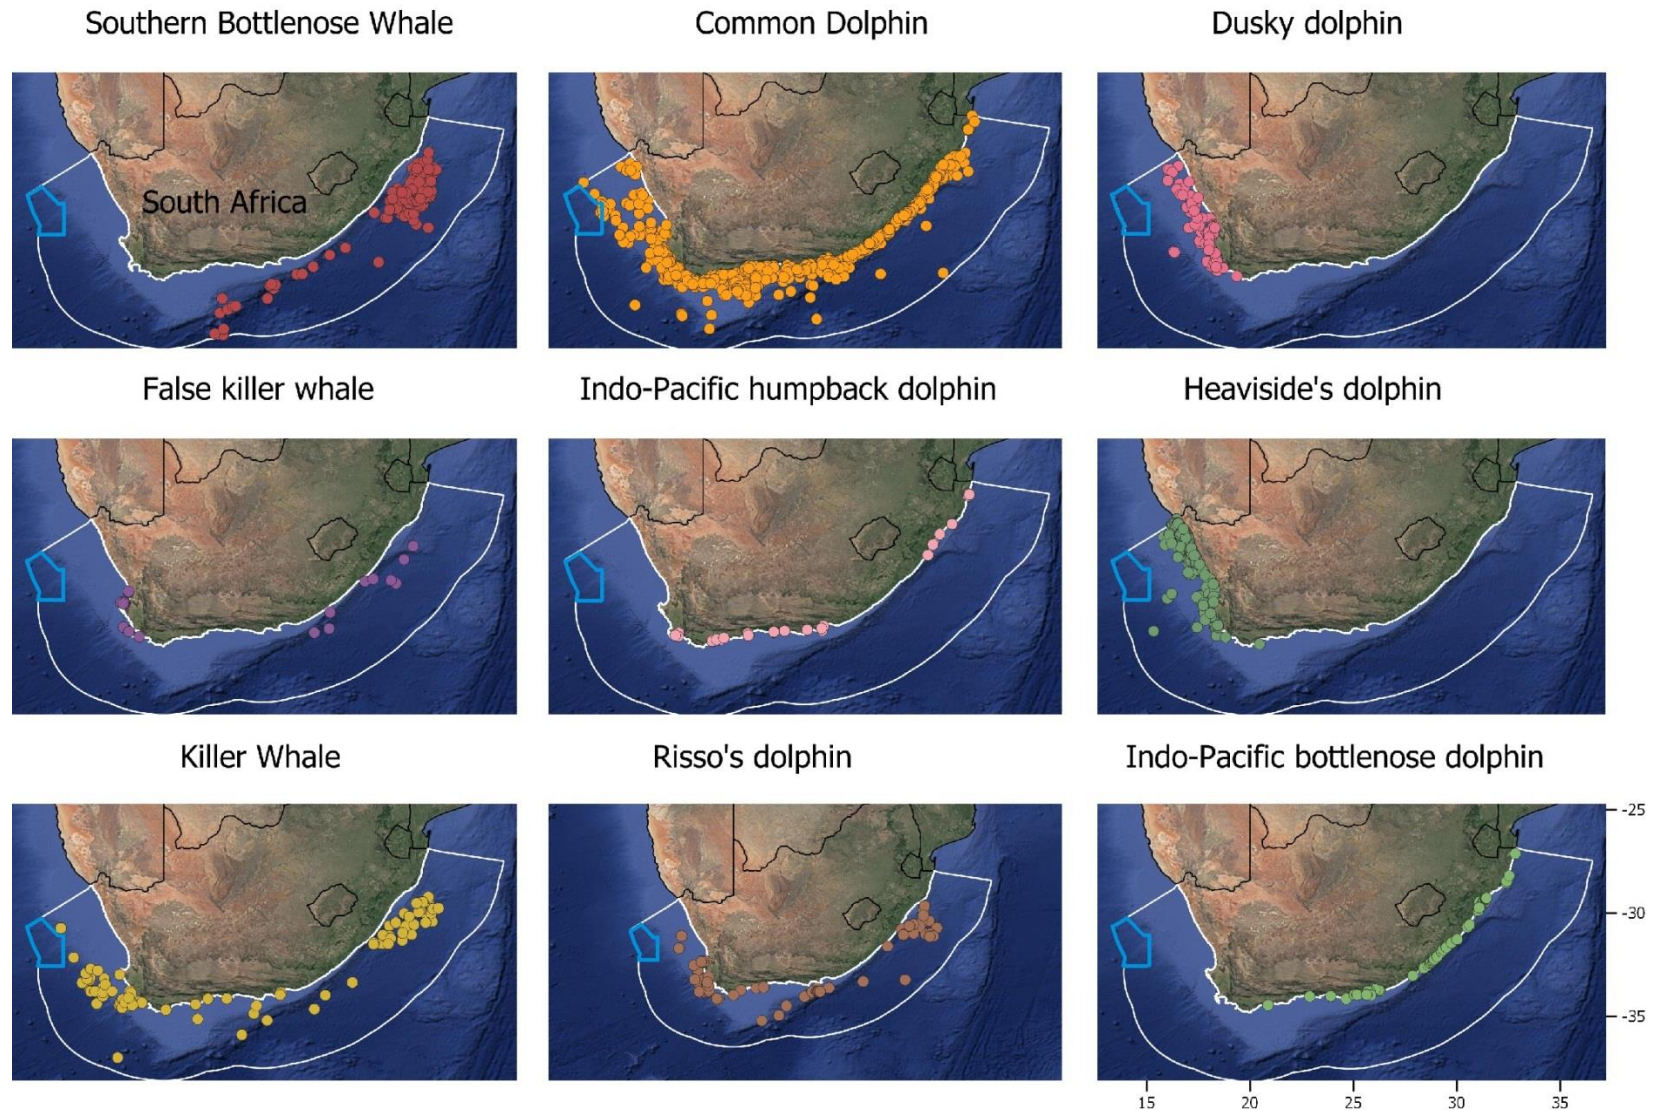 Southern Bottlenose Whale
Common Dolphin
Dusky dolphin
South Africa
False killer whale
Indo-Pacific humpback dolphin
Heaviside's dolphin
Killer Whale
Risso's dolphin
Indo-Pacific bottlenose dolphin
-25
-30
-35
15 20 25 30 35